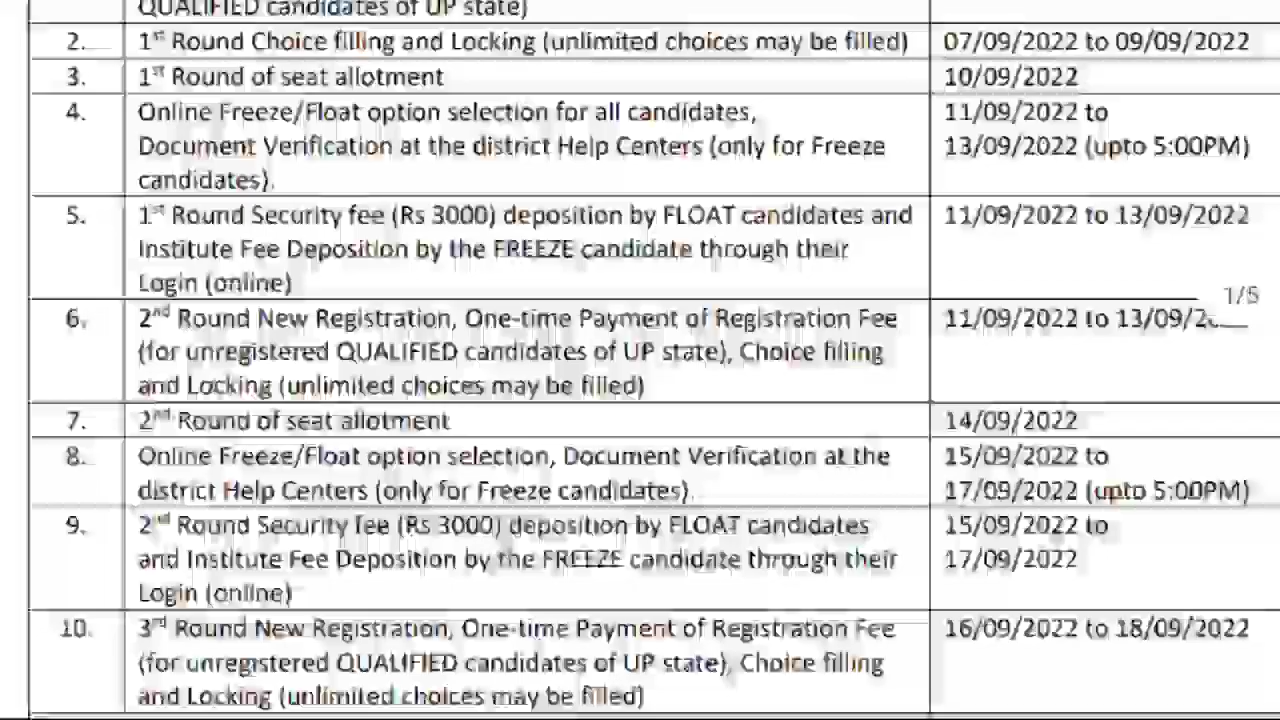 QUALIFIED candidates of UP state)
2. 1st Round Choice filling and Locking (unlimited choices may be filled) 07/09/2022 to 09/09/2022
3. 1st Round of seat allotment 10/09/2022
4. Online Freeze/Float option selection for all candidates, 11/09/2022 to
Document Verification at the district Help Centers (only for Freeze 13/09/2022 (upto 5:00PM)
candidates).
5. 1st Round Security fee (Rs 3000) deposition by FLOAT candidates and 11/09/2022 to 13/09/2022
Institute Fee Deposition by the FREEZE candidate through their
Login (online)
1/5
6. 2nd Round New Registration, One-time Payment of Registration Fee 11/09/2022 to
(for unregistered QUALIFIED candidates of UP state), Choice filling
and Locking (unlimited choices may be filled)
7. 2nd Round of seat allotment 14/09/2022
8. Online Freeze/Float option selection, Document Verification at the 15/09/2022 to
district Help Centers (only for Freeze candidates). 17/09/2022 (upto 5:00PM)
9. 2nd Round Security fee (Rs 3000) deposition by FLOAT candidates 15/09/2022 to
and Institute Fee Deposition by the FREEZE candidate through their 17/09/2022
Login (online)
10. 3rd Round New Registration, One-time Payment of Registration Fee 16/09/2022 to 18/09/2022
(for unregistered QUALIFIED candidates of UP state), Choice filling
and Locking (unlimited choices may be filled)